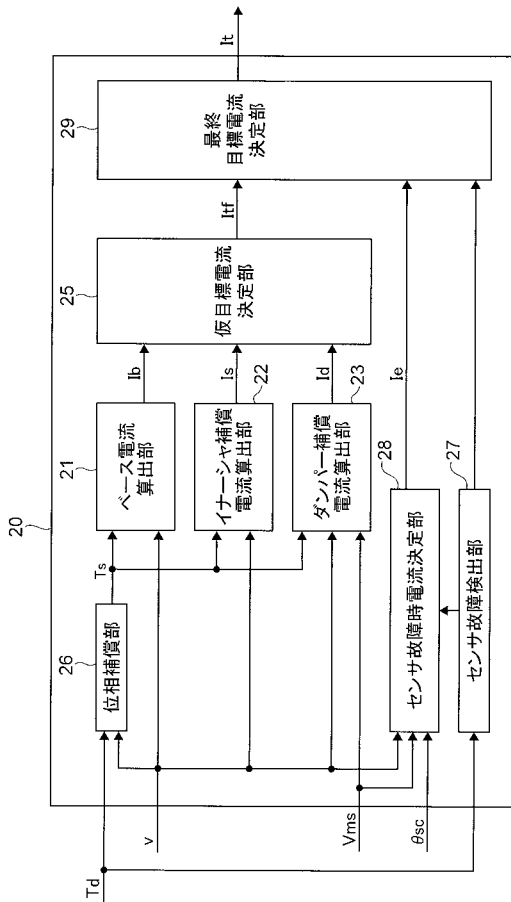 20
Td
v
Vms
θsc
26
位相補償部
Ts
21
ベース電流
算出部
Ib
イナーシャ補償
電流算出部
22
Is
ダンパー補償
電流算出部
23
Id
25
仮目標電流
決定部
Itf
29
最終
目標電流
決定部
It
センサ故障時電流決定部
28
Ie
センサ故障検出部
27